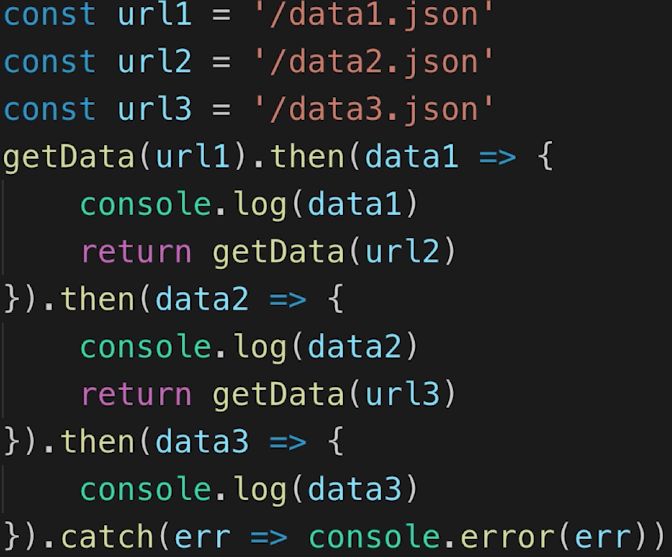 const url1 = '/data1.json'
const url2 = '/data2.json'
const url3 = '/data3.json'
getData(url1).then(data1 => {
    console.log(data1)
    return getData(url2)
}).then(data2 => {
    console.log(data2)
    return getData(url3)
}).then(data3 => {
    console.log(data3)
}).catch(err => console.error(err))